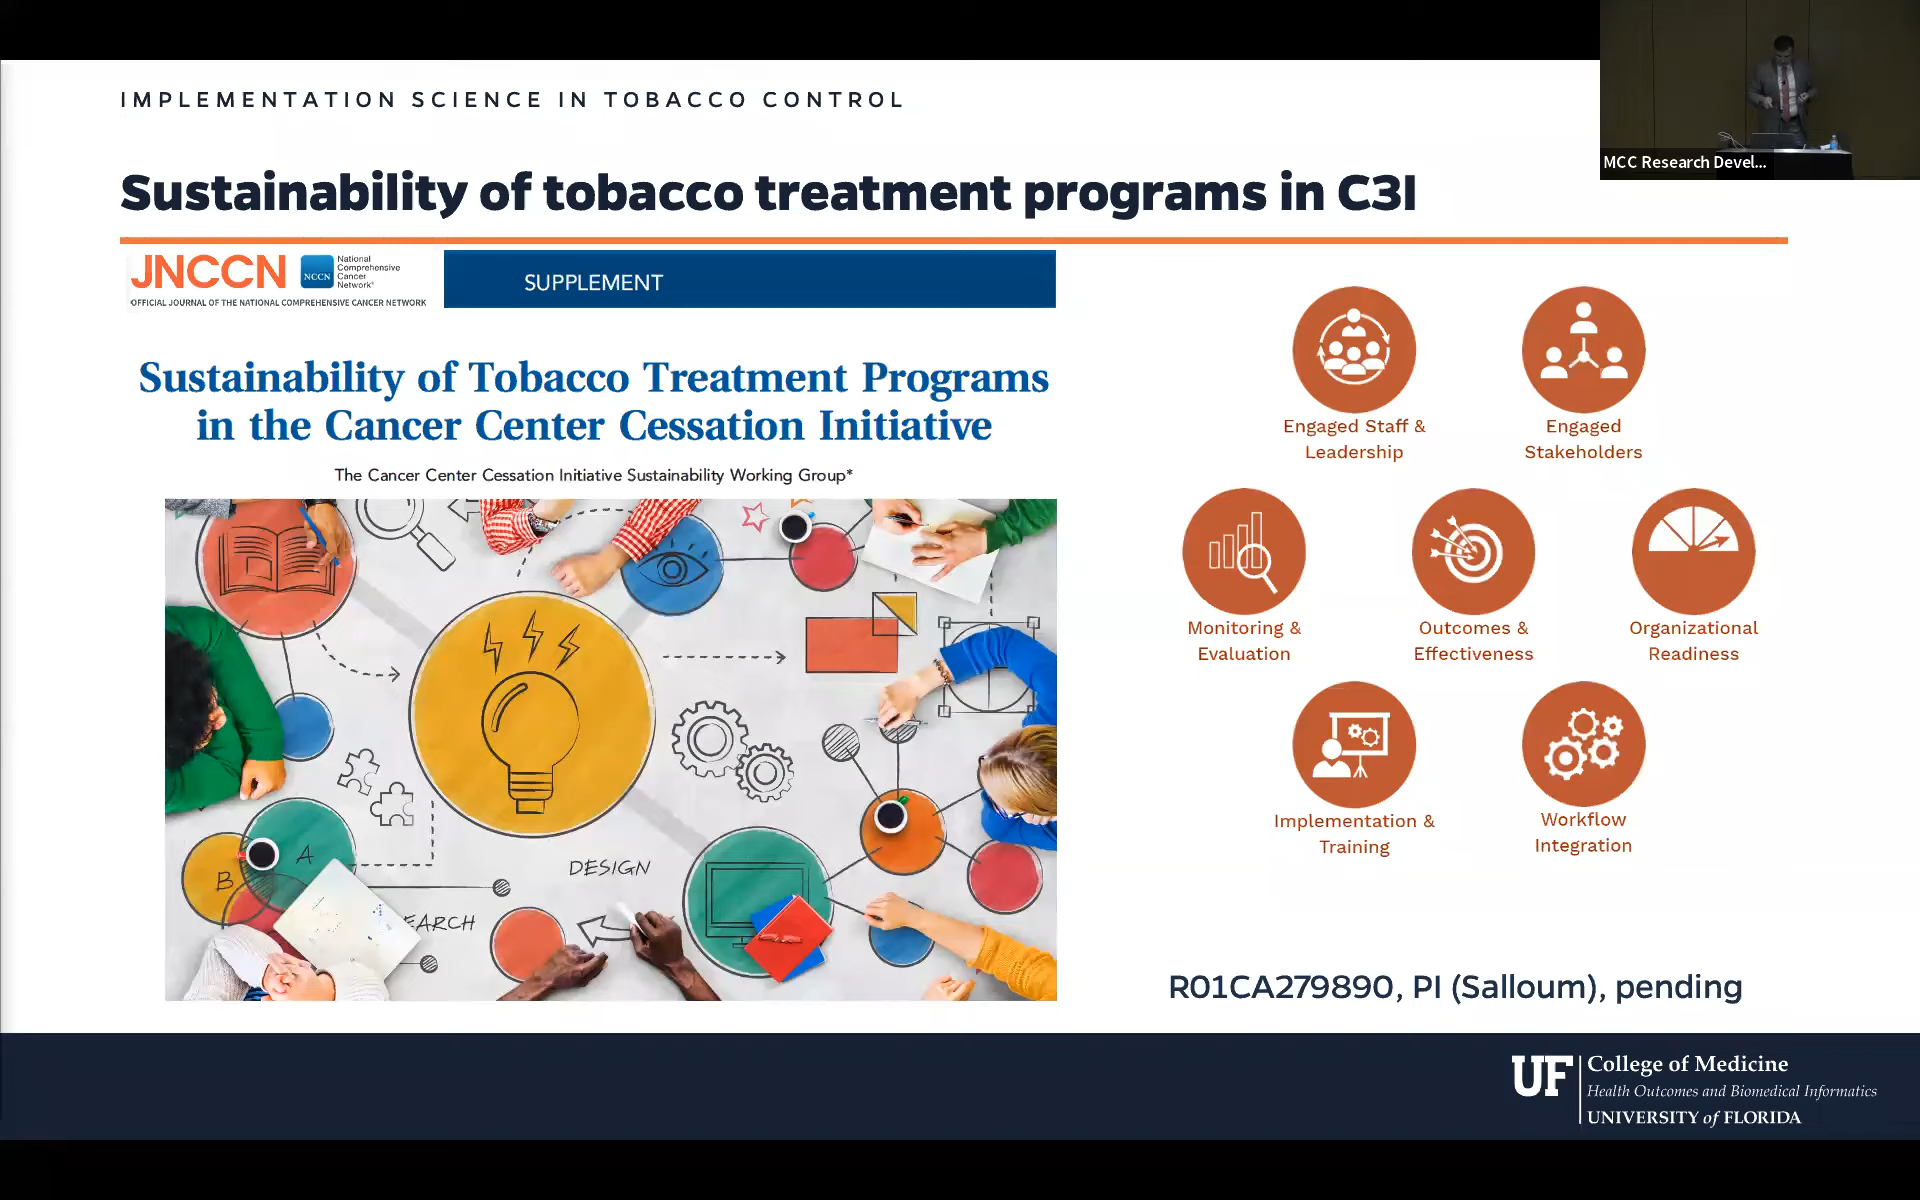 IMPLEMENTATION SCIENCE IN TOBACCO CONTROL
MCC Research Devel...
Sustainability of tobacco treatment programs in C3I
JNCCN
NCCN
National
Comprehensive
Cancer
Network®
OFFICIAL JOURNAL OF THE NATIONAL COMPREHENSIVE CANCER NETWORK
SUPPLEMENT
Sustainability of Tobacco Treatment Programs
in the Cancer Center Cessation Initiative
The Cancer Center Cessation Initiative Sustainability Working Group*
A
B
DESIGN
EARCH
Engaged Staff &
Leadership
Engaged
Stakeholders
Monitoring &
Evaluation
Outcomes &
Effectiveness
Organizational
Readiness
Implementation &
Training
Workflow
Integration
R01CA279890, PI (Salloum), pending
UF
College of Medicine
Health Outcomes and Biomedical Informatics
UNIVERSITY of FLORIDA